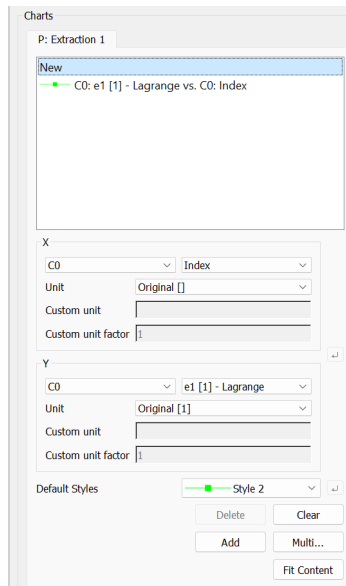 Charts
P: Extraction 1
New
C0: e1 [1] - Lagrange vs. C0: Index
X
C0 Index
Unit Original []
Custom unit
Custom unit factor 1
Y
C0 e1 [1] - Lagrange
Unit Original [1]
Custom unit
Custom unit factor 1
Default Styles Style 2
Delete Clear
Add Multi...
Fit Content